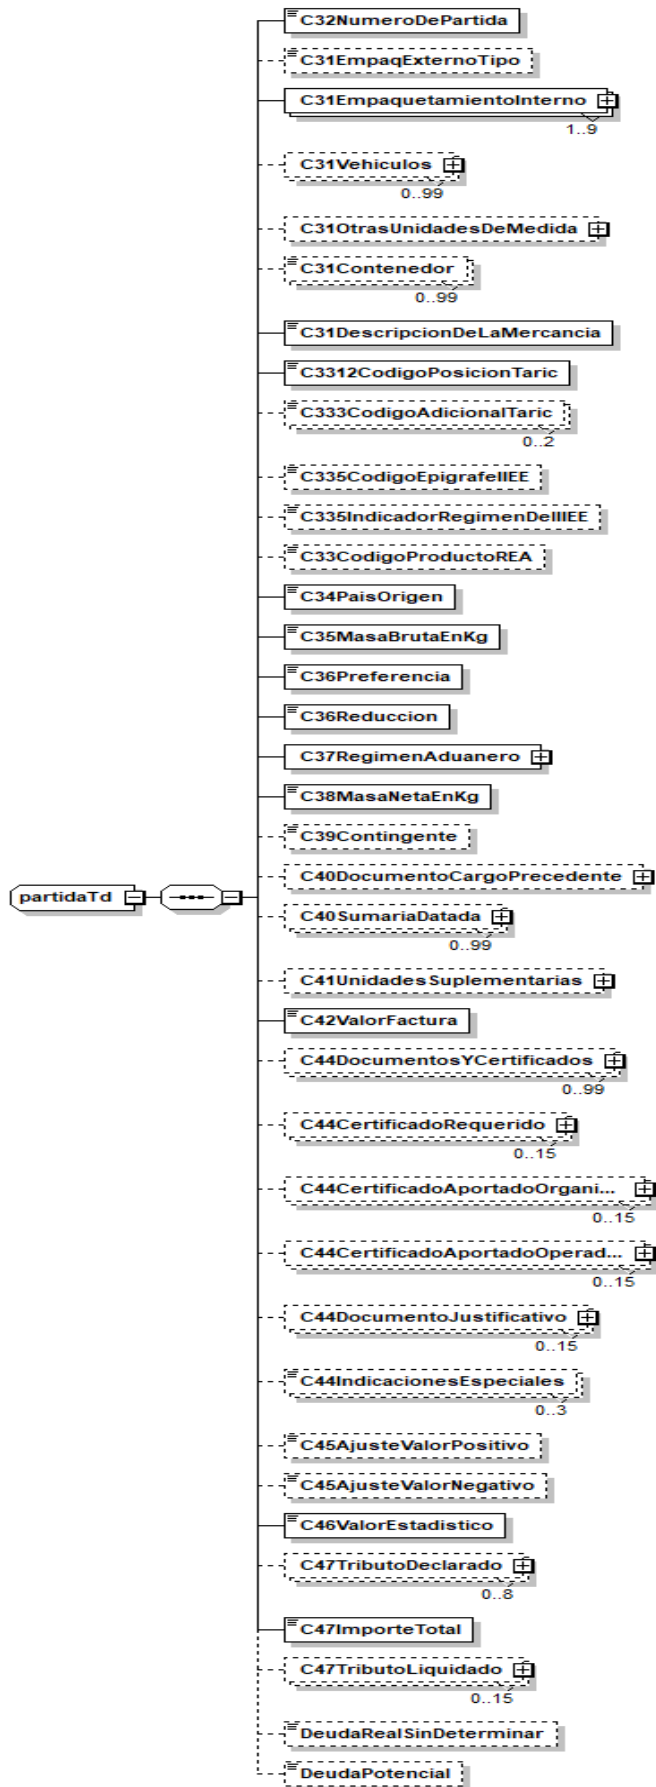 C32NumeroDePartida
C31EmpaqExternoTipo
C31EmpaquetamientoInterno
1..9
C31Vehiculos
0..99
C31OtrasUnidadesDeMedida
C31Contenedor
0..99
C31DescripcionDeLaMercancia
C3312CodigoPosicionTaric
C333CodigoAdicionalTaric
0..2
C335CodigoEpigrafeIIEE
C335IndicadorRegimenDeIIIEE
C33CodigoProductoREA
C34PaisOrigen
C35MasaBrutaEnKg
C36Preferencia
C36Reduccion
C37RegimenAduanero
C38MasaNetaEnKg
C39Contingente
C40DocumentoCargoPrecedente
partidaTd
C40SumariaDatada
0..99
C41UnidadesSuplementarias
C42ValorFactura
C44DocumentosYCertificados
0..99
C44CertificadoRequerido
0..15
C44CertificadoAportadoOrgani...
0..15
C44CertificadoAportadoOperad...
0..15
C44DocumentoJustificativo
0..15
C44IndicacionesEspeciales
0..3
C45AjusteValorPositivo
C45AjusteValorNegativo
C46ValorEstadistico
C47TributoDeclarado
0..8
C47ImporteTotal
C47TributoLiquidado
0..15
DeudaRealSinDeterminar
DeudaPotencial